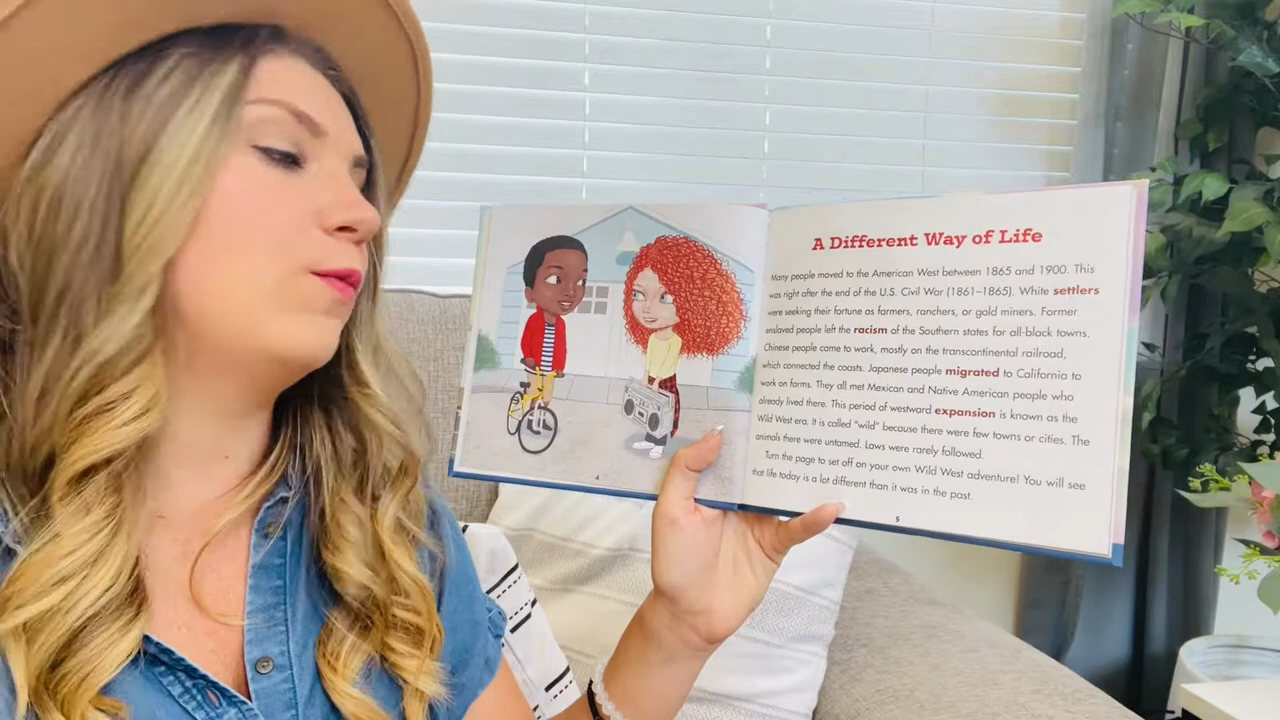 A Different Way of Life
Many people moved to the American West between 1865 and 1900. This
was right after the end of the U.S. Civil War (1861–1865). White settlers
were seeking their fortune as farmers, ranchers, or gold miners. Former
enslaved people left the racism of the Southern states for all-black towns.
Chinese people came to work, mostly on the transcontinental railroad,
which connected the coasts. Japanese people migrated to California to
work on farms. They all met Mexican and Native American people who
already lived there. This period of westward expansion is known as the
Wild West era. It is called "wild" because there were few towns or cities. The
animals there were untamed. Laws were rarely followed.
Turn the page to set off on your own Wild West adventure! You will see
that life today is a lot different than it was in the past.
4
5